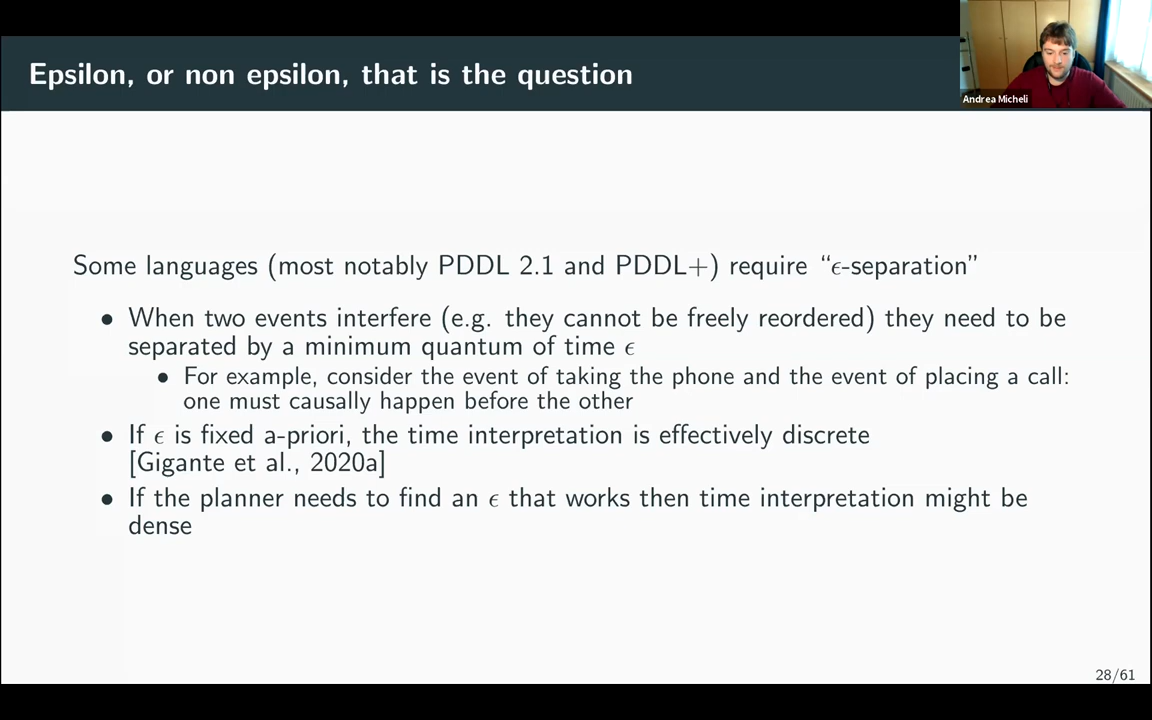 Epsilon, or non epsilon, that is the question
Andrea Micheli
Some languages (most notably PDDL 2.1 and PDDL+) require “ϵ-separation”
• When two events interfere (e.g. they cannot be freely reordered) they need to be
separated by a minimum quantum of time ϵ
• For example, consider the event of taking the phone and the event of placing a call:
one must causally happen before the other
• If ϵ is fixed a-priori, the time interpretation is effectively discrete
[Gigante et al., 2020a]
• If the planner needs to find an ϵ that works then time interpretation might be
dense
28/61